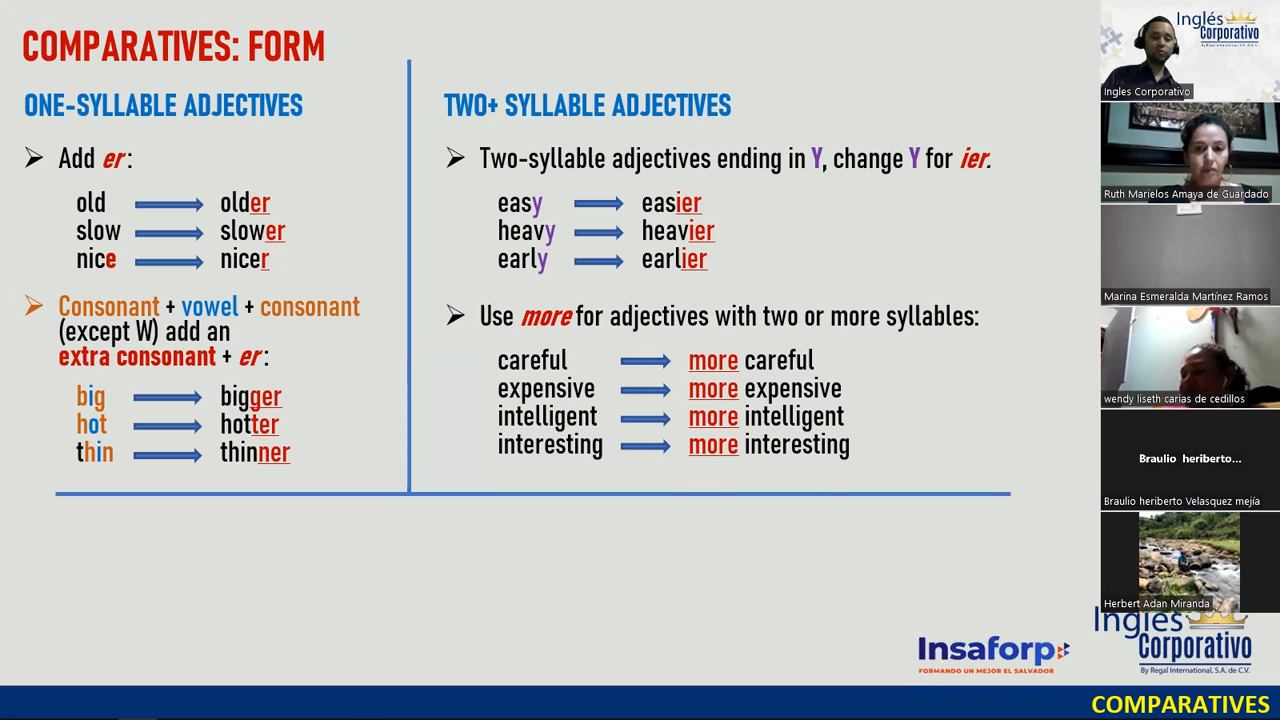 COMPARATIVES: FORM
ONE-SYLLABLE ADJECTIVES
Add er:
old older
slow slower
nice nicer
Consonant + vowel + consonant
(except W) add an
extra consonant + er:
big bigger
hot hotter
thin thinner
TWO+ SYLLABLE ADJECTIVES
Two-syllable adjectives ending in Y, change Y for ier.
easy easier
heavy heavier
early earlier
Use more for adjectives with two or more syllables:
careful more careful
expensive more expensive
intelligent more intelligent
interesting more interesting
Inglés
Corporativo
By Regal International, S.A. de C.V.
Ingles Corporativo
Ruth Marielos Amaya de Guardado
Marina Esmeralda Martínez Ramos
wendy liseth carias de cedillos
Braulio heriberto...
Braulio heriberto Velasquez mejía
Herbert Adan Miranda
Insaforp
FORMANDO UN MEJOR EL SALVADOR
Inglés
Corporativo
By Regal International, S.A. de C.V.
COMPARATIVES